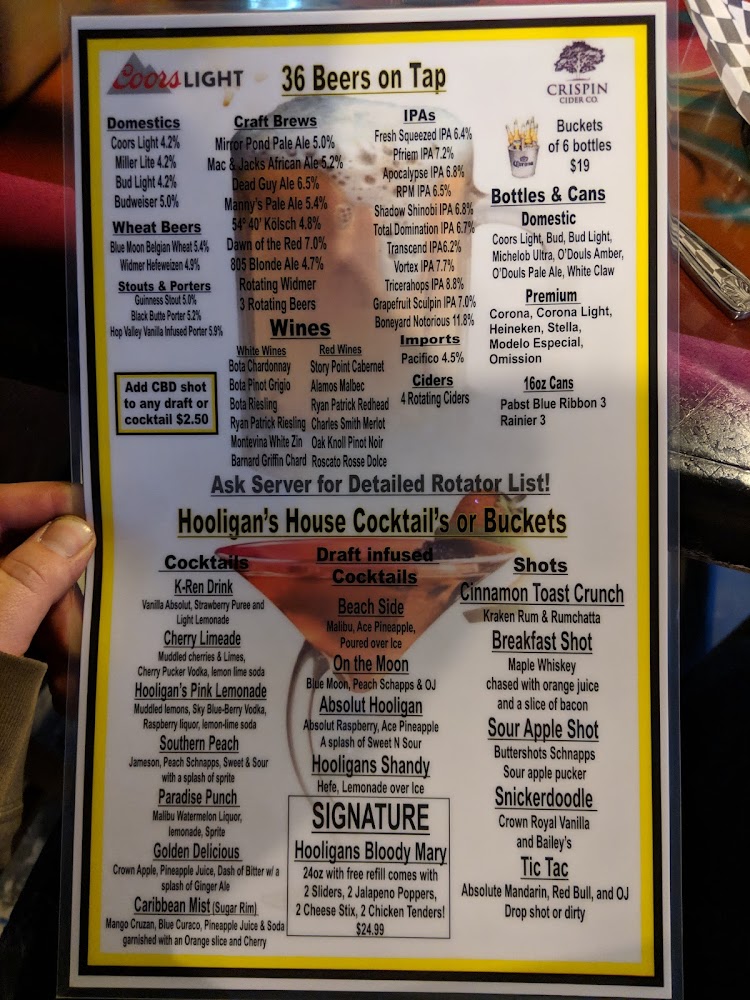 Coors LIGHT
36 Beers on Tap
CRISPIN
CIDER CO.
Domestics
Coors Light 4.2%
Miller Lite 4.2%
Bud Light 4.2%
Budweiser 5.0%
Wheat Beers
Blue Moon Belgian Wheat 5.4%
Widmer Hefeweizen 4.9%
Stouts & Porters
Guinness Stout 5.0%
Black Butte Porter 5.2%
Hop Valley Vanilla Infused Porter 5.9%
Add CBD shot
to any draft or
cocktail $2.50
Craft Brews
Mirror Pond Pale Ale 5.0%
Mac & Jacks African Ale 5.2%
Dead Guy Ale 6.5%
Manny's Pale Ale 5.4%
54° 40' Kölsch 4.8%
Dawn of the Red 7.0%
805 Blonde Ale 4.7%
Rotating Widmer
3 Rotating Beers
IPAs
Fresh Squeezed IPA 6.4%
Pfriem IPA 7.2%
Apocalypse IPA 6.8%
RPM IPA 6.5%
Shadow Shinobi IPA 6.8%
Total Domination IPA 6.7%
Transcend IPA6.2%
Vortex IPA 7.7%
Tricerahops IPA 8.8%
Grapefruit Sculpin IPA 7.0%
Boneyard Notorious 11.8%
Imports
Pacifico 4.5%
Ciders
4 Rotating Ciders
Wines
White Wines
Bota Chardonnay
Bota Pinot Grigio
Bota Riesling
Ryan Patrick Riesling
Montevina White Zin
Barnard Griffin Chard
Red Wines
Story Point Cabernet
Alamos Malbec
Ryan Patrick Redhead
Charles Smith Merlot
Oak Knoll Pinot Noir
Roscato Rosse Dolce
Corona
Buckets
of 6 bottles
$19
Bottles & Cans
Domestic
Coors Light, Bud, Bud Light,
Michelob Ultra, O'Douls Amber,
O'Douls Pale Ale, White Claw
Premium
Corona, Corona Light,
Heineken, Stella,
Modelo Especial,
Omission
16oz Cans
Pabst Blue Ribbon 3
Rainier 3
Ask Server for Detailed Rotator List!
Hooligan's House Cocktail's or Buckets
Cocktails
K-Ren Drink
Vanilla Absolut, Strawberry Puree and
Light Lemonade
Cherry Limeade
Muddled cherries & Limes,
Cherry Pucker Vodka, lemon lime soda
Hooligan's Pink Lemonade
Muddled lemons, Sky Blue-Berry Vodka,
Raspberry liquor, lemon-lime soda
Southern Peach
Jameson, Peach Schnapps, Sweet & Sour
with a splash of sprite
Paradise Punch
Malibu Watermelon Liquor,
lemonade, Sprite
Golden Delicious
Crown Apple, Pineapple Juice, Dash of Bitter w/ a
splash of Ginger Ale
Caribbean Mist (Sugar Rim)
Mango Cruzan, Blue Curaco, Pineapple Juice & Soda
garnished with an Orange slice and Cherry
Draft infused
Cocktails
Beach Side
Malibu, Ace Pineapple,
Poured over Ice
On the Moon
Blue Moon, Peach Schapps & OJ
Absolut Hooligan
Absolut Raspberry, Ace Pineapple
A splash of Sweet N Sour
Hooligans Shandy
Hefe, Lemonade over Ice
SIGNATURE
Hooligans Bloody Mary
24oz with free refill comes with
2 Sliders, 2 Jalapeno Poppers,
2 Cheese Stix, 2 Chicken Tenders!
$24.99
Shots
Cinnamon Toast Crunch
Kraken Rum & Rumchatta
Breakfast Shot
Maple Whiskey
chased with orange juice
and a slice of bacon
Sour Apple Shot
Buttershots Schnapps
Sour apple pucker
Snickerdoodle
Crown Royal Vanilla
and Bailey's
Tic Tac
Absolute Mandarin, Red Bull, and OJ
Drop shot or dirty